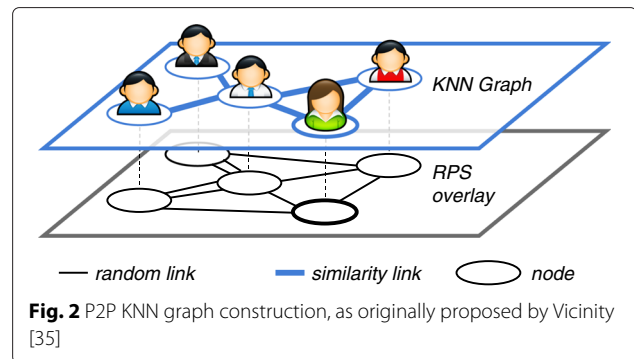 KNN Graph
RPS
overlay
random link
similarity link
node
Fig. 2 P2P KNN graph construction, as originally proposed by Vicinity
[35]